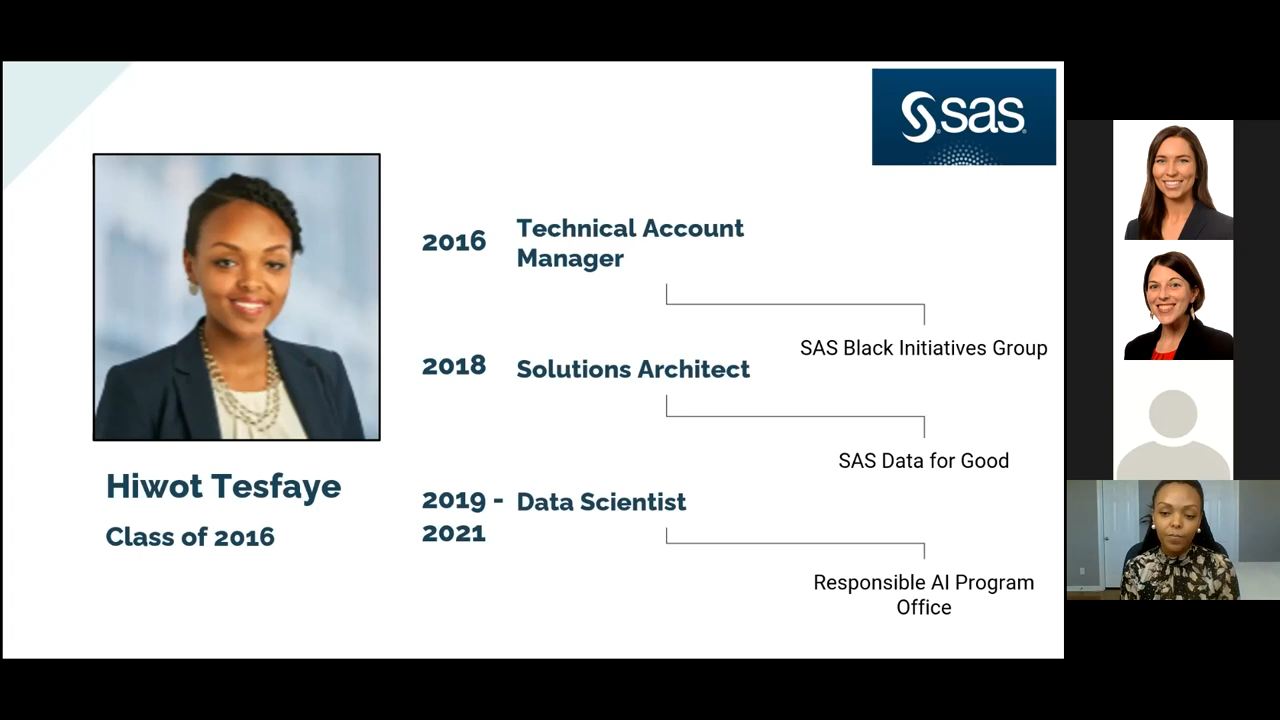 sas
2016
Technical Account
Manager
SAS Black Initiatives Group
2018
Solutions Architect
SAS Data for Good
Hiwot Tesfaye
Class of 2016
2019 -
2021
Data Scientist
Responsible AI Program
Office